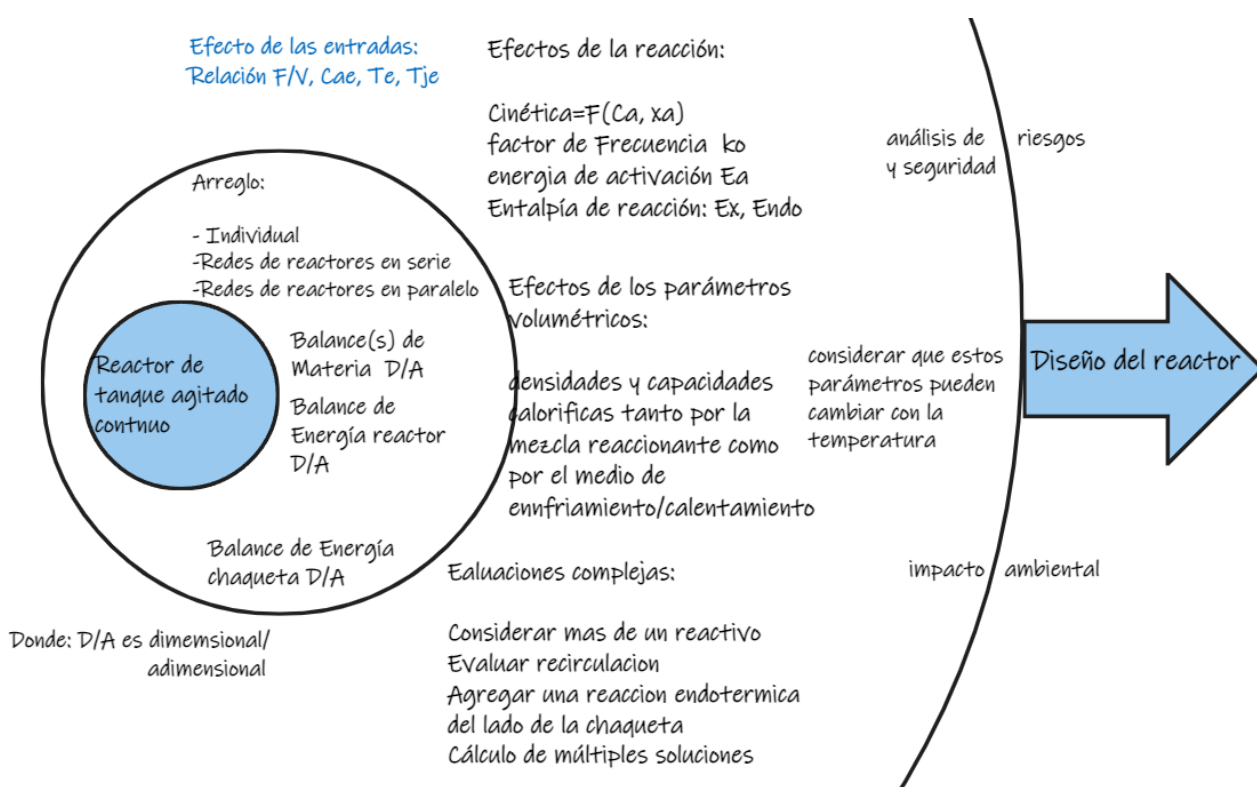 Efecto de las entradas:
Relación F/V, Cae, Te, Tje
Efectos de la reacción:
Cinética=F(Ca, xa)
factor de Frecuencia ko
energia de activación Ea
Entalpía de reacción: Ex, Endo
análisis de riesgos
y seguridad
Arreglo:
- Individual
-Redes de reactores en serie
-Redes de reactores en paralelo
Reactor de
tanque agitado
contnuo
Balance(s) de
Materia D/A
Balance de
Energía reactor
D/A
Balance de Energía
chaqueta D/A
Donde: D/A es dimemsional/
adimensional
Efectos de los parámetros
volumétricos:
densidades y capacidades
calorificas tanto por la
mezcla reaccionante como
por el medio de
ennfriamiento/calentamiento
considerar que estos
parámetros pueden
cambiar con la
temperatura
Diseño del reactor
Ealuaciones complejas:
Considerar mas de un reactivo
Evaluar recirculacion
Agregar una reaccion endotermica
del lado de la chaqueta
Cálculo de múltiples soluciones
impacto ambiental